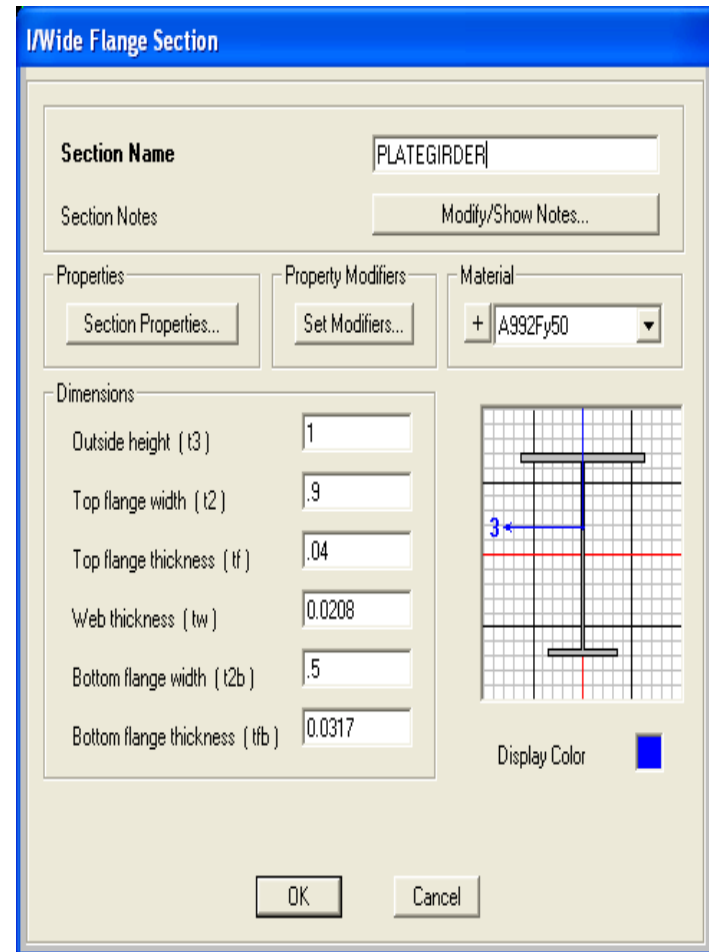 I/Wide Flange Section
Section Name PLATEGIRDER
Section Notes Modify/Show Notes...
Properties Property Modifiers Material
Section Properties... Set Modifiers... + A992Fy50
Dimensions
Outside height ( t3 ) 1
Top flange width ( t2 ) .9
Top flange thickness ( tf ) .04
Web thickness ( tw ) 0.0208
Bottom flange width ( t2b ) .5
Bottom flange thickness ( tfb ) 0.0317
3
Display Color
OK Cancel